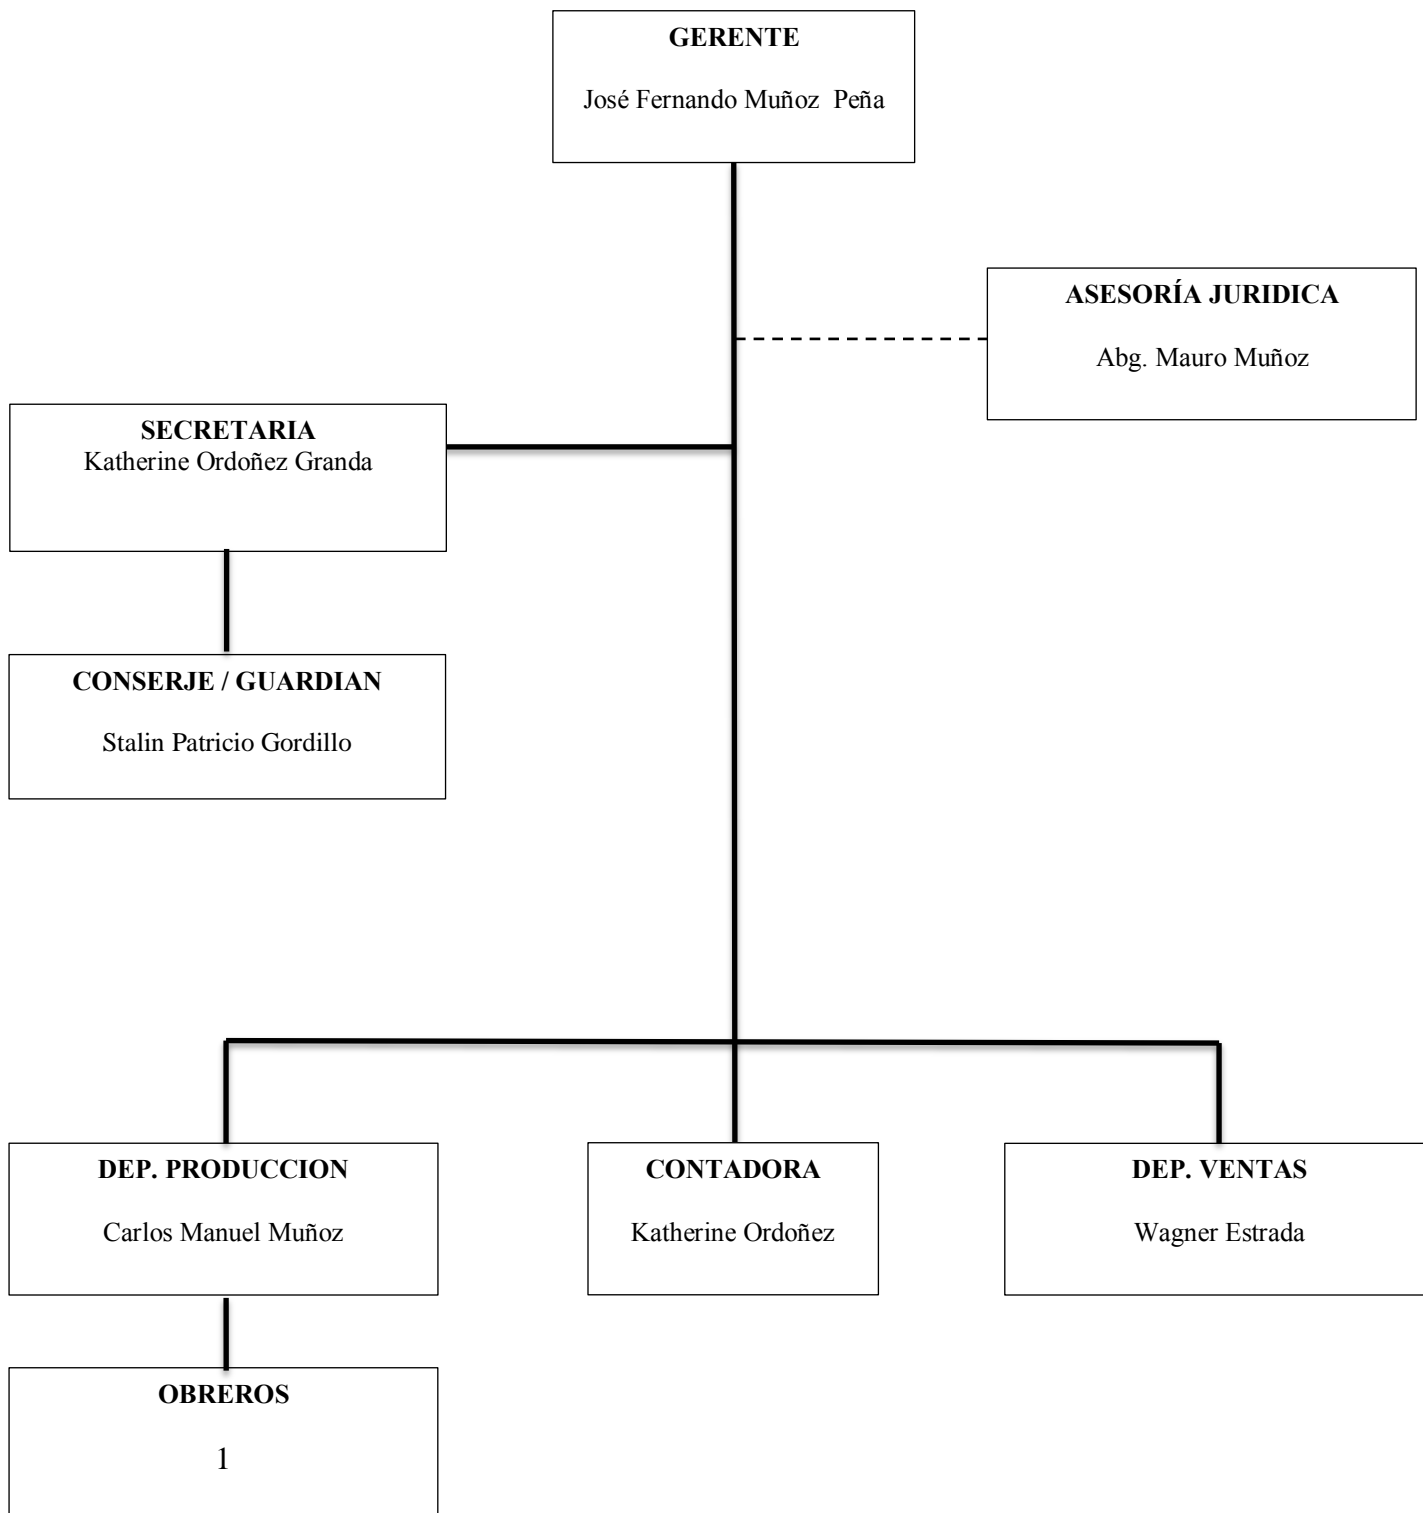 GERENTE
José Fernando Muñoz  Peña
ASESORÍA JURIDICA
Abg. Mauro Muñoz
SECRETARIA
Katherine Ordoñez Granda
CONSERJE / GUARDIAN
Stalin Patricio Gordillo
DEP. PRODUCCION
Carlos Manuel Muñoz
CONTADORA
Katherine Ordoñez
DEP. VENTAS
Wagner Estrada
OBREROS
1